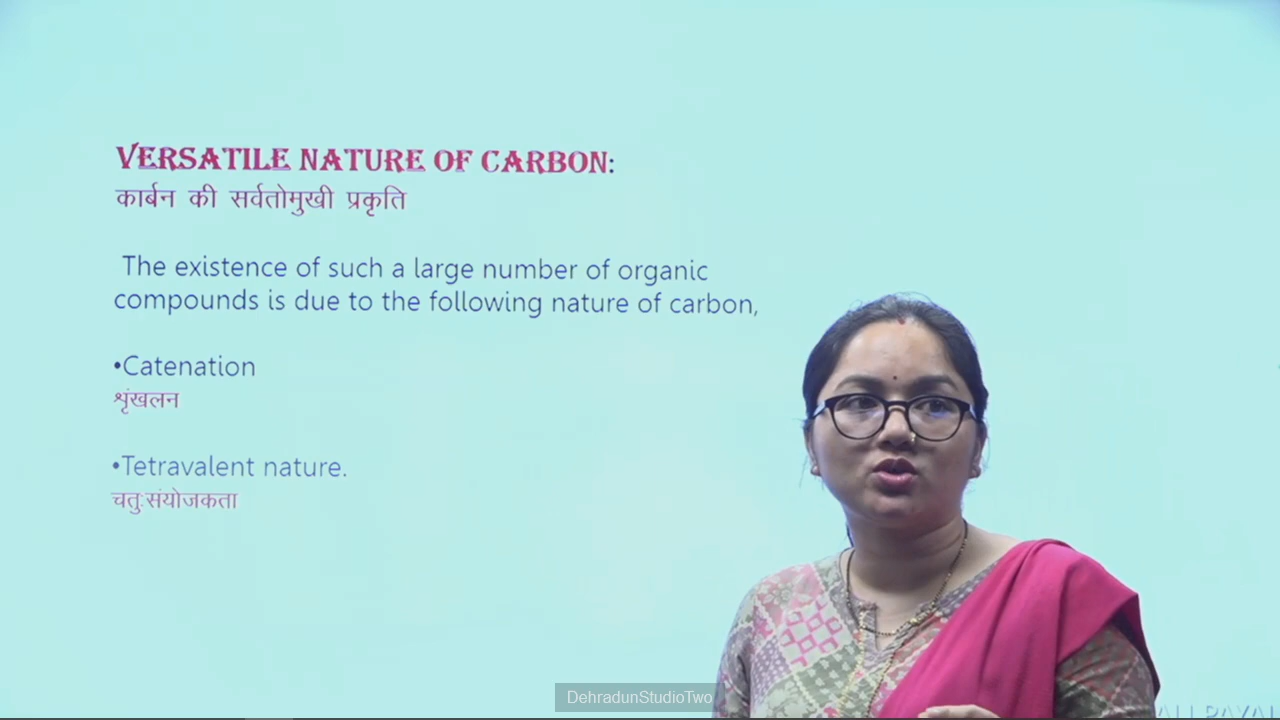 VERSATILE NATURE OF CARBON:
कार्बन की सर्वतोमुखी प्रकृति
The existence of such a large number of organic
compounds is due to the following nature of carbon,
•Catenation
शृंखलन
•Tetravalent nature.
चतु:संयोजकता
DehradunStudioTwo